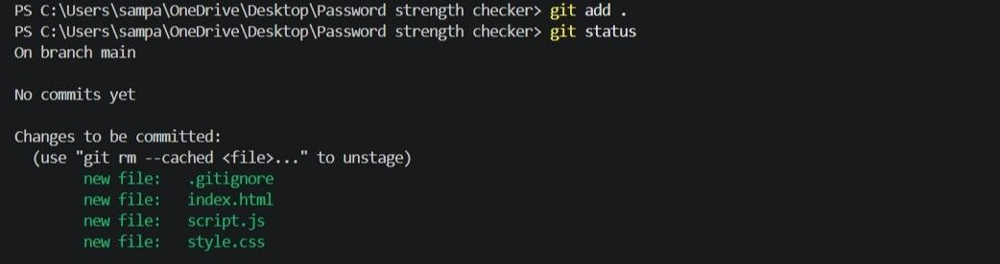 PS C:\Users\sampa\OneDrive\Desktop\Password strength checker> git add .
PS C:\Users\sampa\OneDrive\Desktop\Password strength checker> git status
On branch main

No commits yet

Changes to be committed:
  (use "git rm --cached <file>..." to unstage)
        new file:   .gitignore
        new file:   index.html
        new file:   script.js
        new file:   style.css